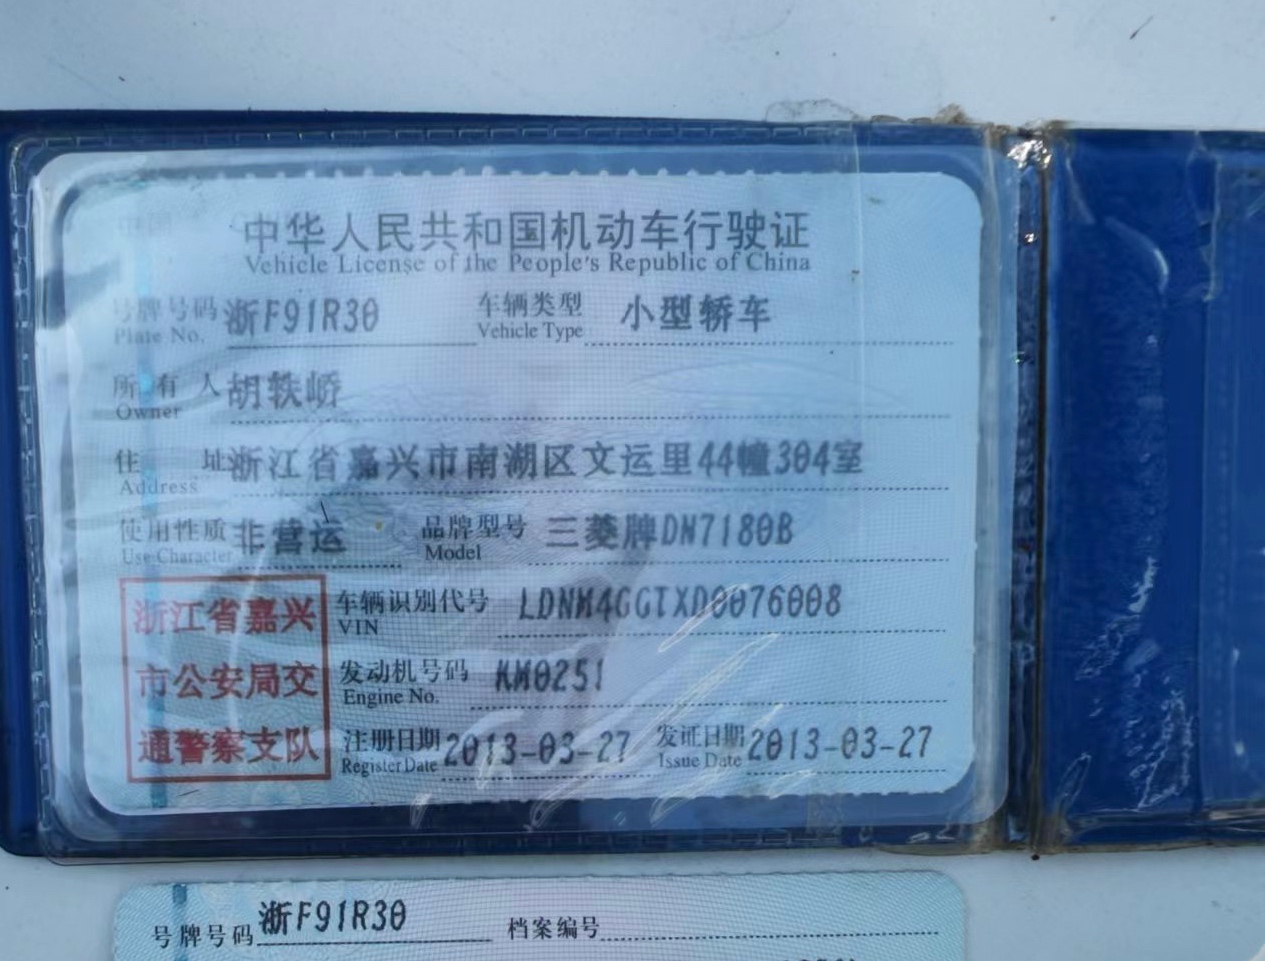 中华人民共和国机动车行驶证
Vehicle License of the People's Republic of China
号牌号码 浙F91R30 车辆类型 小型轿车
Plate No. Vehicle Type
所有人 胡轶峤
Owner
住址 浙江省嘉兴市南湖区文运里44幢304室
Address
使用性质 非营运 品牌型号 三菱牌DN7180B
Use Character Model
浙江省嘉兴
市公安局交
通警察支队
车辆识别代号 LDNM4GGTXD0076008
VIN
发动机号码 KM0251
Engine No.
注册日期 2013-03-27 发证日期 2013-03-27
Register Date Issue Date
号牌号码 浙F91R30 档案编号